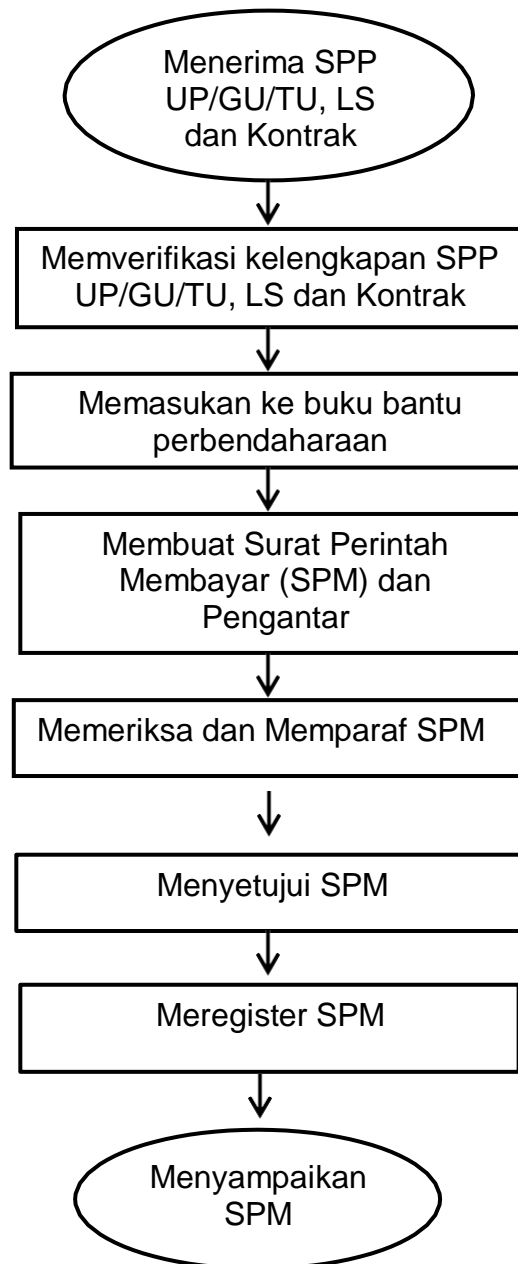 Menerima SPP
UP/GU/TU, LS
dan Kontrak
Memverifikasi kelengkapan SPP
UP/GU/TU, LS dan Kontrak
Memasukan ke buku bantu
perbendaharaan
Membuat Surat Perintah
Membayar (SPM) dan
Pengantar
Memeriksa dan Memparaf SPM
Menyetujui SPM
Meregister SPM
Menyampaikan
SPM